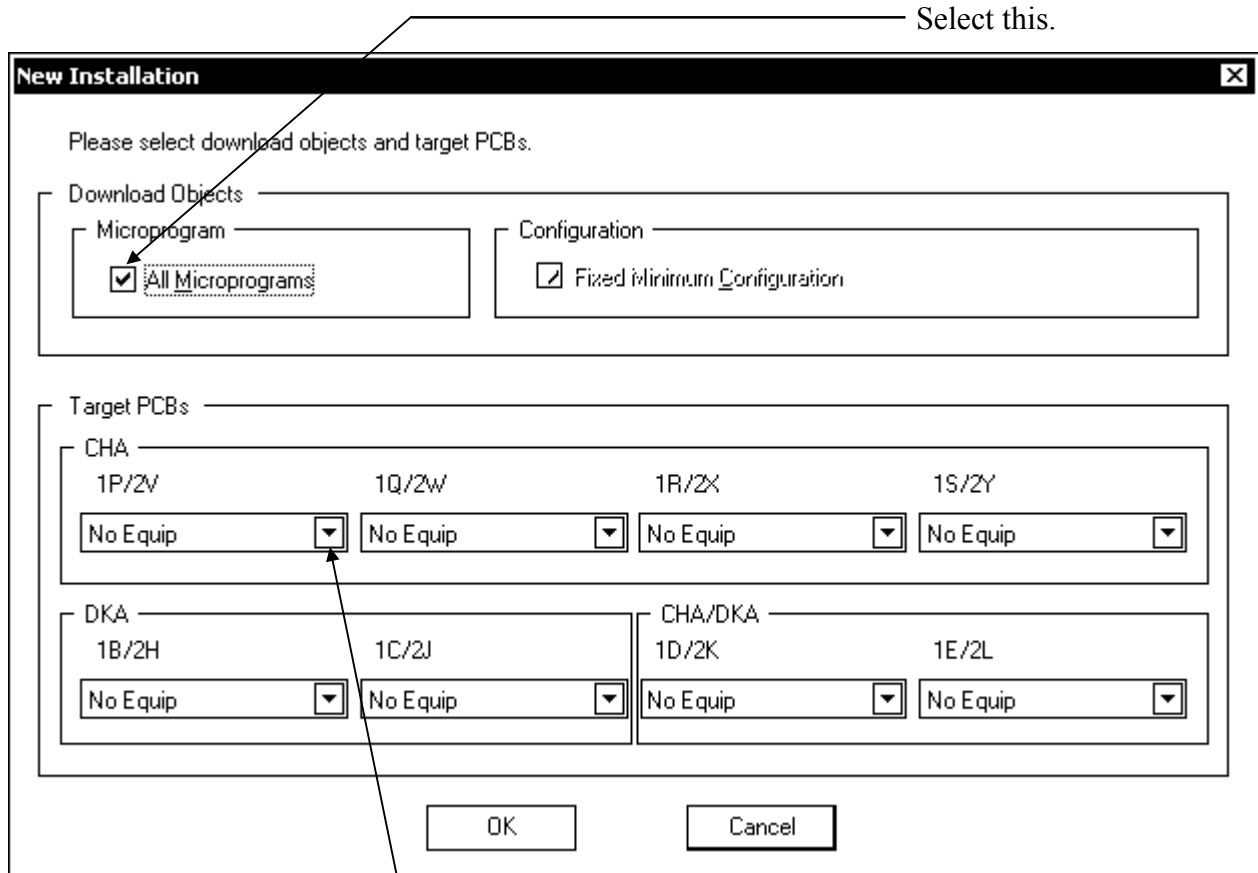 Select this.
New Installation
Please select download objects and target PCBs.
Download Objects
Microprogram
Configuration
All Microprograms
Fixed Minimum Configuration
Target PCBs
CHA
1P/2V 1Q/2W 1R/2X 1S/2Y
No Equip No Equip No Equip No Equip
DKA CHA/DKA
1B/2H 1C/2J 1D/2K 1E/2L
No Equip No Equip No Equip No Equip
OK Cancel